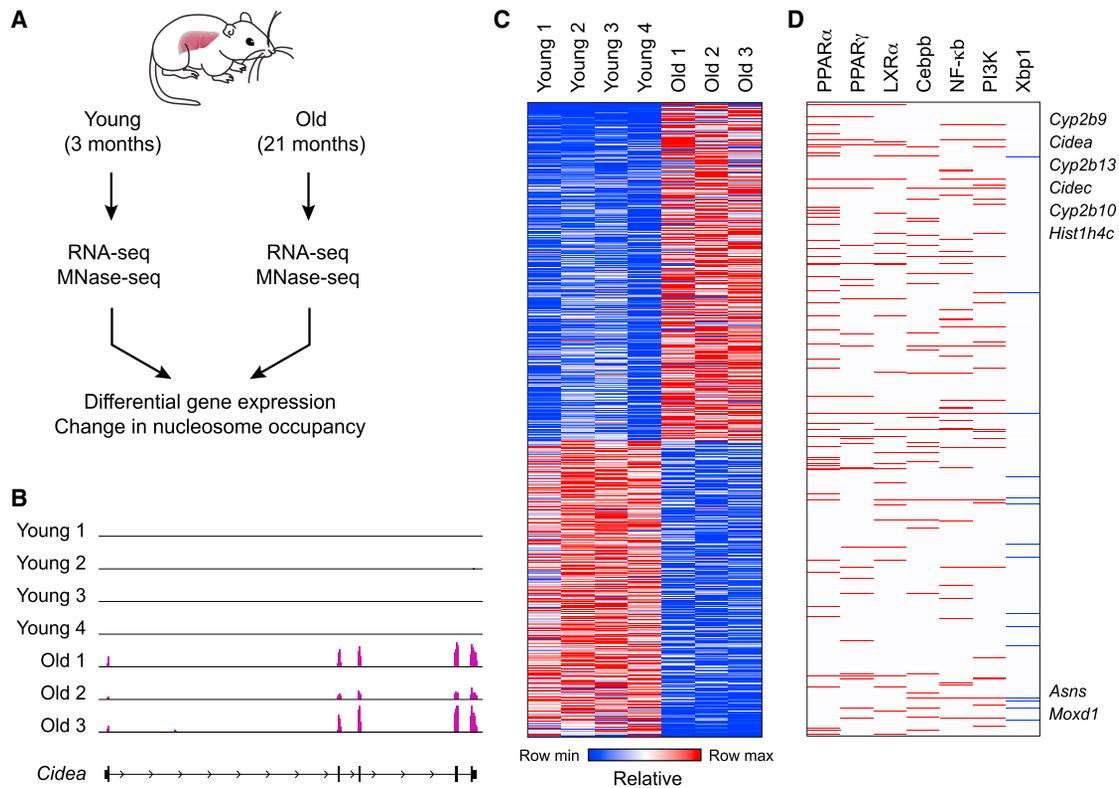 A
Young
(3 months)
Old
(21 months)
RNA-seq
MNase-seq
RNA-seq
MNase-seq
Differential gene expression
Change in nucleosome occupancy
B
Young 1
Young 2
Young 3
Young 4
Old 1
Old 2
Old 3
Cidea
C
Young 1
Young 2
Young 3
Young 4
Old 1
Old 2
Old 3
Row min
Row max
Relative
D
PPARα
PPARγ
LXRα
Cebpb
NF-κb
PI3K
Xbp1
Cyp2b9
Cidea
Cyp2b13
Cidec
Cyp2b10
Hist1h4c
Asns
Moxd1